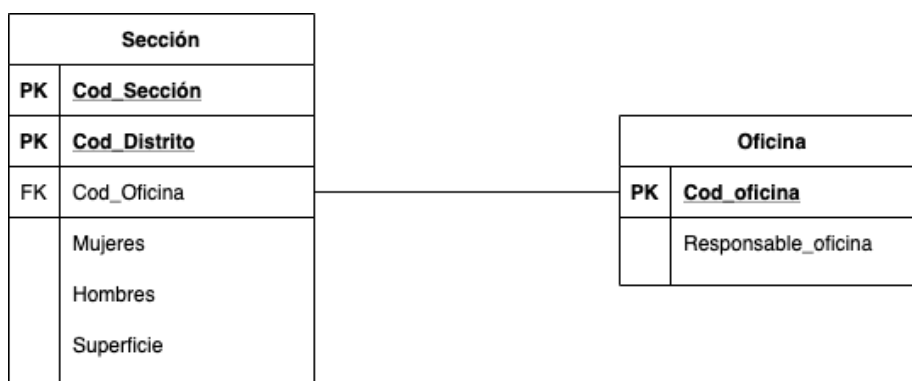 Sección
PK Cod_Sección
PK Cod_Distrito
FK Cod_Oficina
Mujeres
Hombres
Superficie
Oficina
PK Cod_oficina
Responsable_oficina